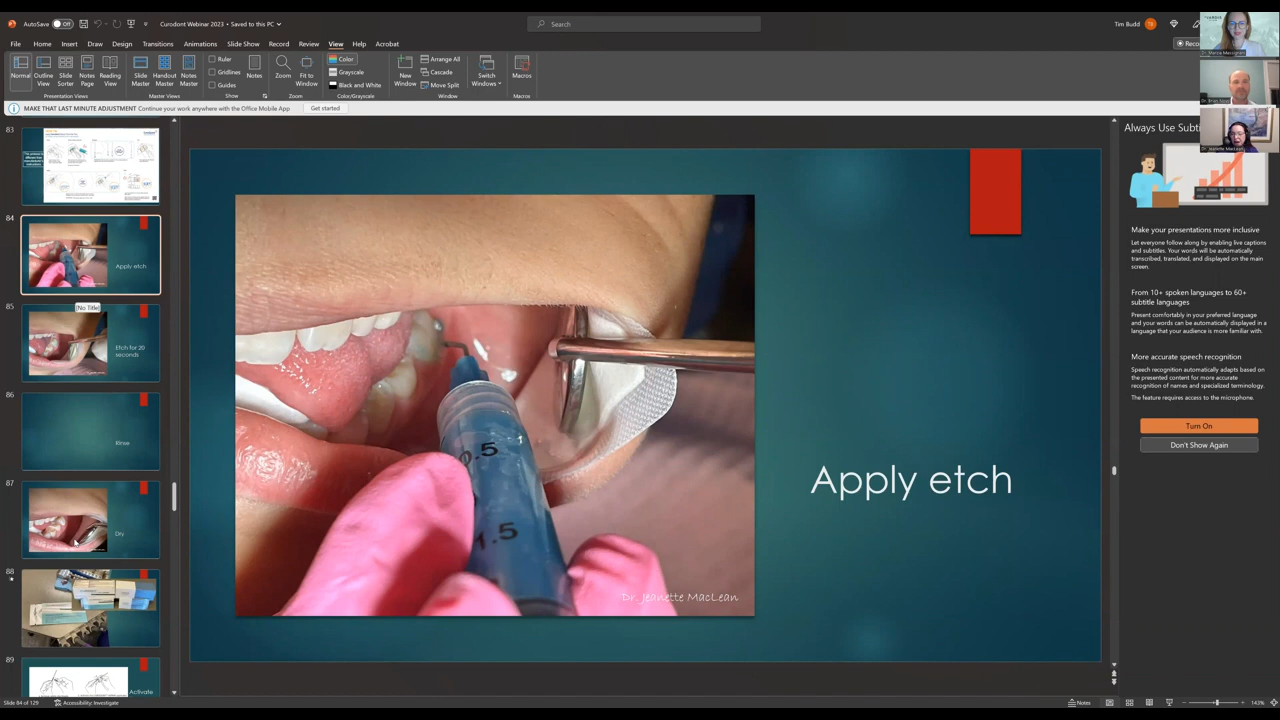 AutoSave
Off
Curodont Webinar 2023 • Saved to this PC
Search
Tim Budd
TB
File
Home
Insert
Draw
Design
Transitions
Animations
Slide Show
Record
Review
View
Help
Acrobat
Normal
Outline View
Slide Sorter
Notes Page
Reading View
Presentation Views
Slide Master
Handout Master
Notes Master
Master Views
Ruler
Gridlines
Guides
Show
Notes
Zoom
Fit to Window
Zoom
Color
Grayscale
Black and White
Color/Grayscale
New Window
Arrange All
Cascade
Move Split
Window
Switch Windows
Macros
Macros
MAKE THAT LAST MINUTE ADJUSTMENT Continue your work anywhere with the Office Mobile App
Get started
83
84
Apply etch
[No Title]
85
Etch for 20 seconds
86
Rinse
87
Dry
88
89
Activate
.5
1.5
Dr. Jeanette MacLean
Apply etch
Dr. Jeanette MacLean
Always Use Subti
Make your presentations more inclusive
Let everyone follow along by enabling live captions
and subtitles. Your words will be automatically
transcribed, translated, and displayed on the main
screen.
From 10+ spoken languages to 60+
subtitle languages
Present comfortably in your preferred language
and your words can be automatically displayed in a
language that your audience is more familiar with.
More accurate speech recognition
Speech recognition automatically adapts based on
the presented content for more accurate
recognition of names and specialized terminology.
The feature requires access to the microphone.
Turn On
Don't Show Again
Slide 84 of 129
Accessibility: Investigate
Notes
143%